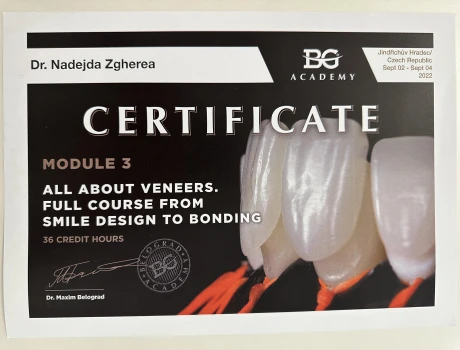 Dr. Nadejda Zgherea
BG
ACADEMY
Jindřichův Hradec/
Czech Republic
Sept 02 - Sept 04
2022
CERTIFICATE
MODULE 3
ALL ABOUT VENEERS.
FULL COURSE FROM
SMILE DESIGN TO BONDING
36 CREDIT HOURS
BELOGRAD
BG
ACADEMY
Dr. Maxim Belograd